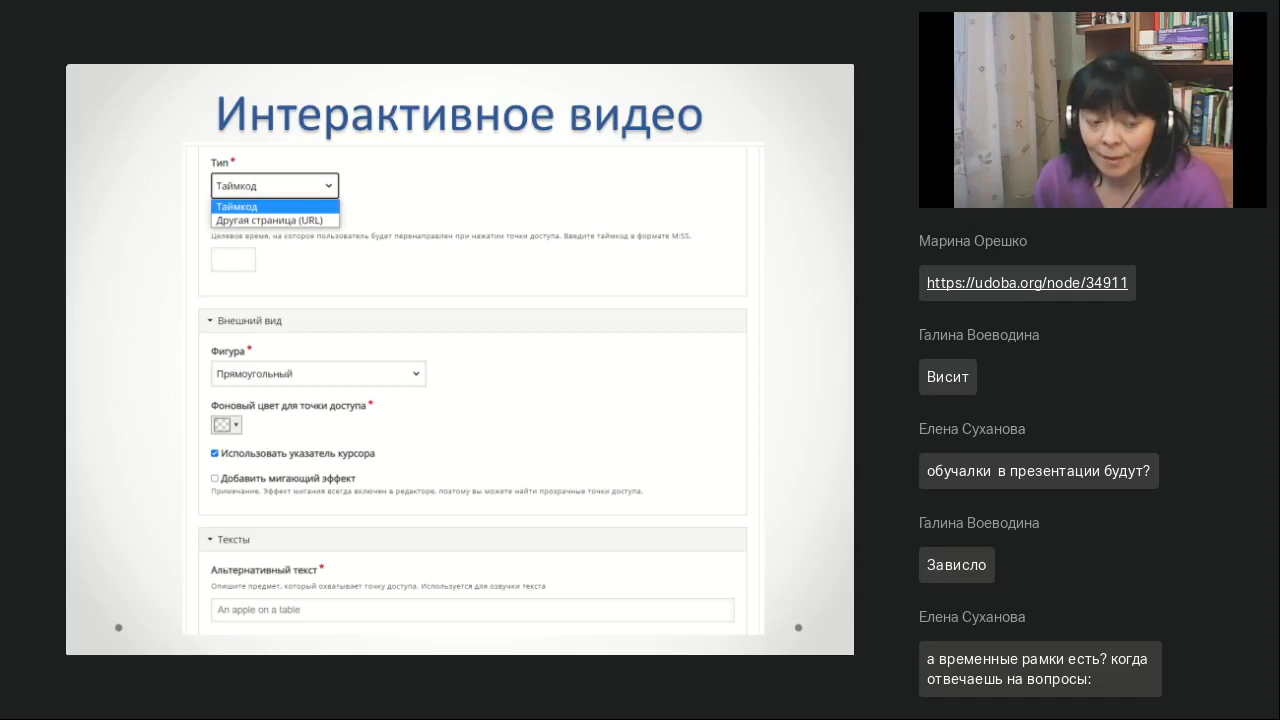 Интерактивное видео
Тип *
Таймкод
Таймкод
Другая страница (URL)
Целевое время, на которое пользователь будет перенаправлен при нажатии точки доступа. Введите таймкод в формате M:SS.
Внешний вид
Фигура *
Прямоугольный
Фоновый цвет для точки доступа *
Использовать указатель курсора
Добавить мигающий эффект
Примечание. Эффект мигания всегда включен в редакторе, поэтому вы можете найти прозрачные точки доступа.
Тексты
Альтернативный текст *
Опишите предмет, который охватывает точку доступа. Используется для озвучки текста
An apple on a table
Марина Орешко
https://udoba.org/node/34911
Галина Воеводина
Висит
Елена Суханова
обучалки в презентации будут?
Галина Воеводина
Зависло
Елена Суханова
а временные рамки есть? когда
отвечаешь на вопросы: